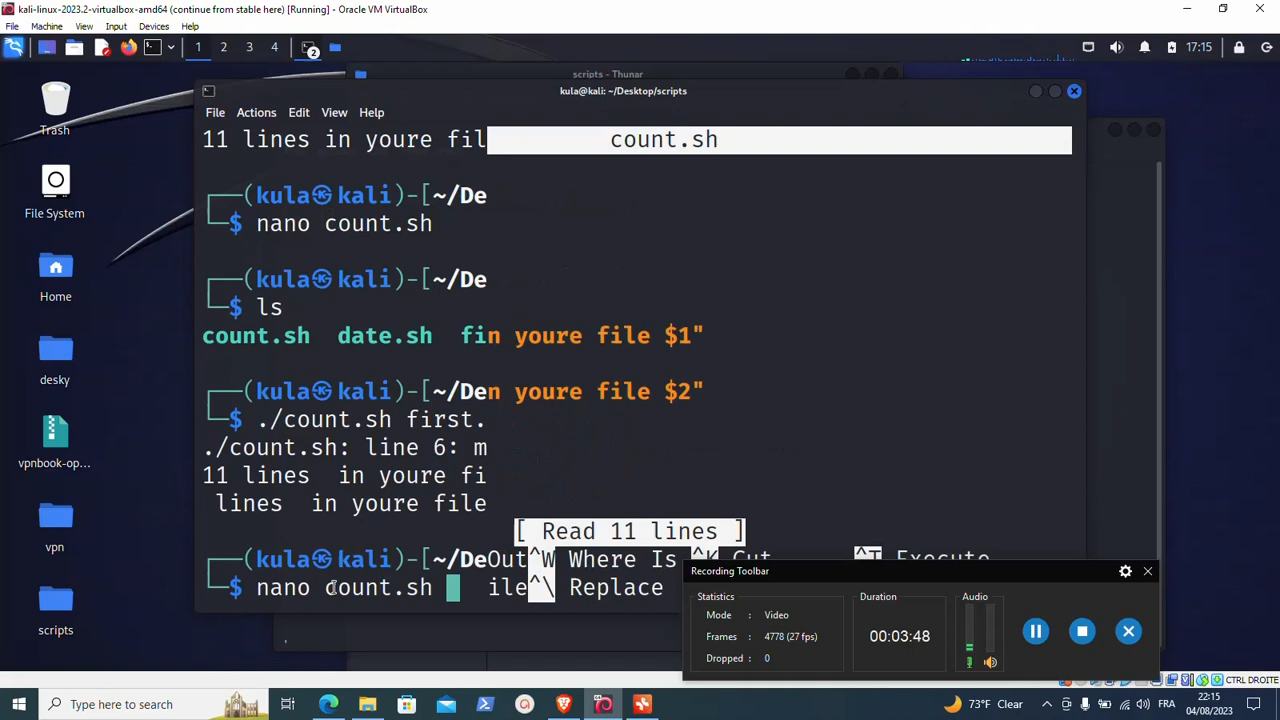 kali-linux-2023.2-virtualbox-amd64 (continue from stable here) [Running] - Oracle VM VirtualBox
File Machine View Input Devices Help
1 2 3 4 2 17:15
scripts - Thunar
kula@kali: ~/Desktop/scripts
File Actions Edit View Help
11 lines in youre fil count.sh
┌──(kula㉿kali)-[~/De
└─$ nano count.sh
┌──(kula㉿kali)-[~/De
└─$ ls
count.sh date.sh fin youre file $1"
┌──(kula㉿kali)-[~/Den youre file $2"
└─$ ./count.sh first.
./count.sh: line 6: m
11 lines in youre fi
lines in youre file
[ Read 11 lines ]
┌──(kula㉿kali)-[~/DeOut^W Where Is ^K Cut ^T Execute
└─$ nano count.sh ile^\ Replace
Trash
File System
Home
desky
vpnbook-op...
vpn
scripts
Recording Toolbar
Statistics
Mode : Video
Frames : 4778 (27 fps)
Dropped : 0
Duration
00:03:48
Audio
CTRL DROITE
Type here to search
73°F Clear
FRA
22:15
04/08/2023